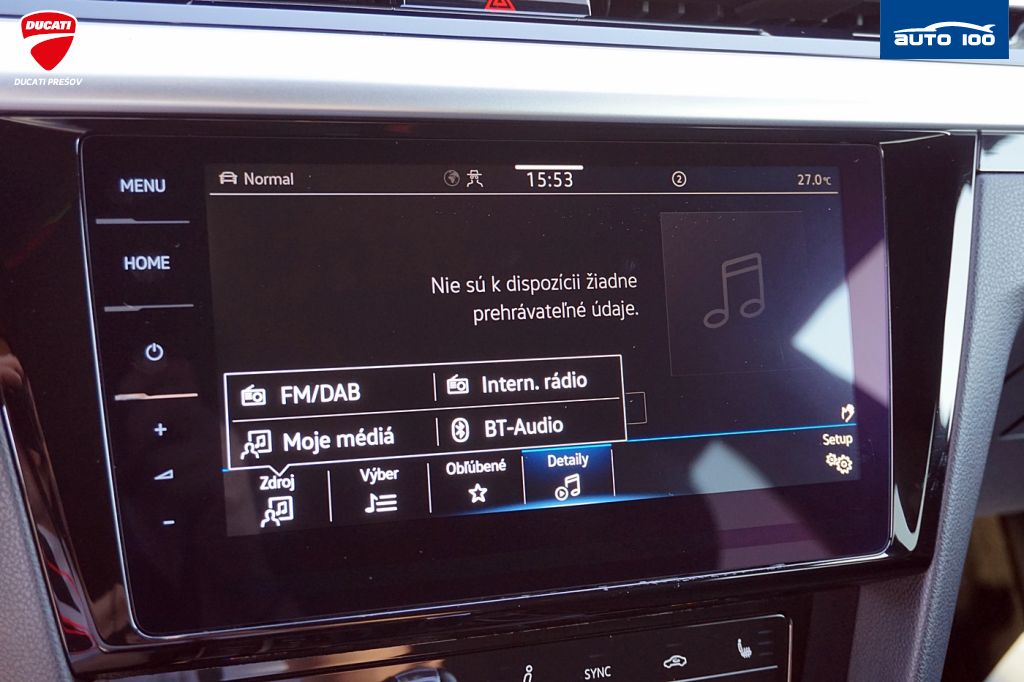 DUCATI
DUCATI PREŠOV
AUTO 100
MENU
HOME
Normal
15:53
2
27.0°C
Nie sú k dispozícii žiadne
prehrávateľné údaje.
FM/DAB
Intern. rádio
Moje médiá
BT-Audio
Zdroj
Výber
Obľúbené
Detaily
Setup
SYNC